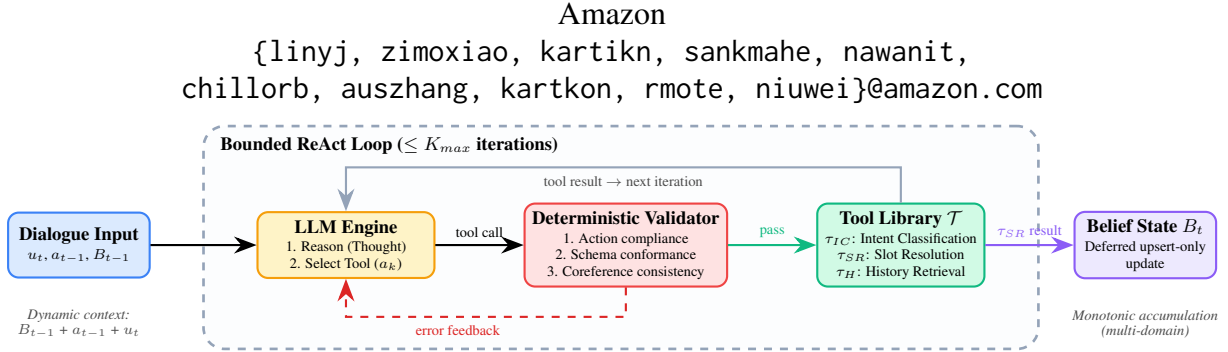 Amazon
{linyj, zimoxiao, kartikn, sankmahe, nawanit,
chillorb, auszhang, kartkon, rmote, niuwei}@amazon.com
Bounded ReAct Loop (≤ K_max iterations)
tool result → next iteration
Dialogue Input
u_t, a_{t−1}, B_{t−1}
LLM Engine
1. Reason (Thought)
2. Select Tool (a_k)
tool call
Deterministic Validator
1. Action compliance
2. Schema conformance
3. Coreference consistency
pass
Tool Library 𝒯
τ_IC: Intent Classification
τ_SR: Slot Resolution
τ_H: History Retrieval
τ_SR result
Belief State B_t
Deferred upsert-only
update
error feedback
Dynamic context:
B_{t−1} + a_{t−1} + u_t
Monotonic accumulation
(multi-domain)